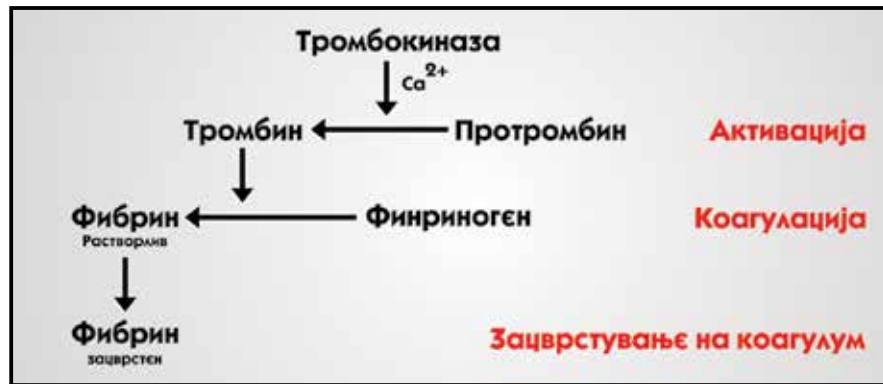 Тромбокиназа
Ca2+
Тромбин Протромбин Активација
Фибрин Финриноген Коагулација
Растворлив
Фибрин Зацврстување на коагулум
зацврстен